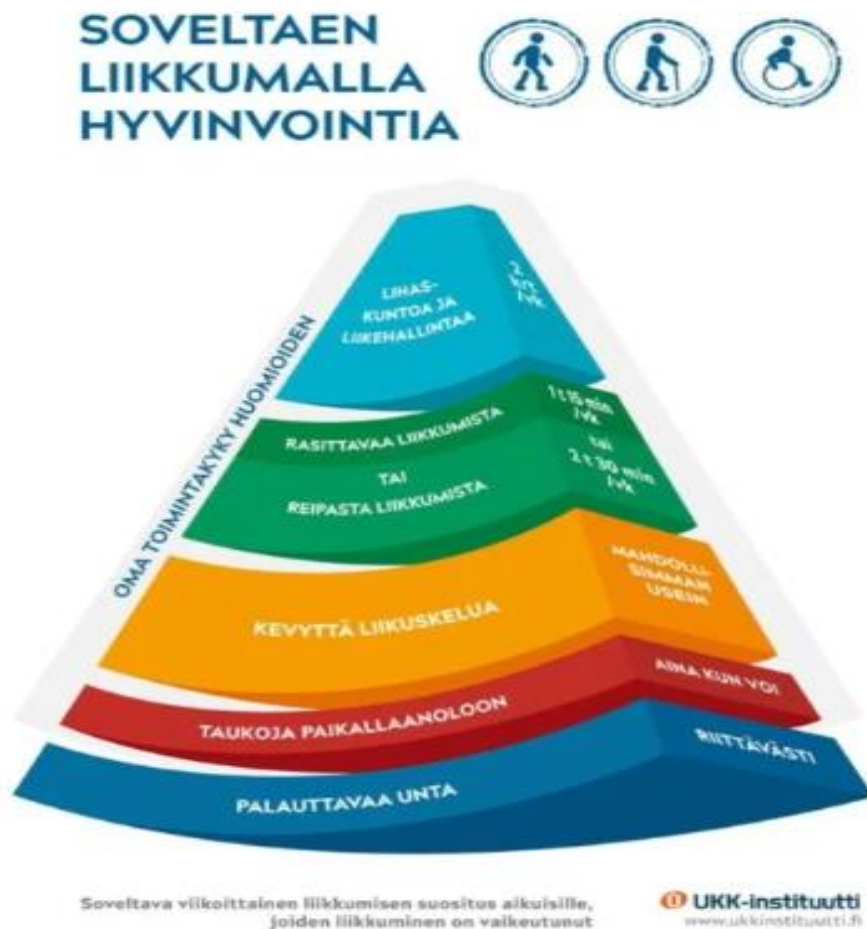 SOVELTAEN
LIIKKUMALLA
HYVINVOINTIA
OMA TOIMINTAKYKY HUOMIOIDEN
LIHAS-
KUNTOA JA
LIIKEHALLINTAA
2
krt
/vk
RASITTAVAA LIIKKUMISTA
1 t 15 min
/vk
TAI
tai
REIPASTA LIIKKUMISTA
2 t 30 min
/vk
KEVYTTÄ LIIKUSKELUA
MAHDOLLI-
SIMMAN
USEIN
TAUKOJA PAIKALLAANOLOON
AINA KUN VOI
PALAUTTAVAA UNTA
RIITTÄVÄSTI
Soveltava viikoittainen liikkumisen suositus aikuisille,
joiden liikkuminen on vaikeutunut
UKK-instituutti
www.ukkinstituutti.fi